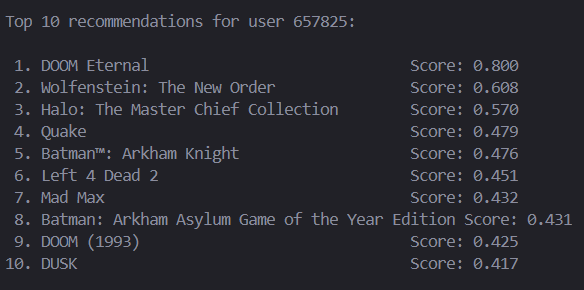 Top 10 recommendations for user 657825:
1. DOOM Eternal Score: 0.800
2. Wolfenstein: The New Order Score: 0.608
3. Halo: The Master Chief Collection Score: 0.570
4. Quake Score: 0.479
5. Batman™: Arkham Knight Score: 0.476
6. Left 4 Dead 2 Score: 0.451
7. Mad Max Score: 0.432
8. Batman: Arkham Asylum Game of the Year Edition Score: 0.431
9. DOOM (1993) Score: 0.425
10. DUSK Score: 0.417